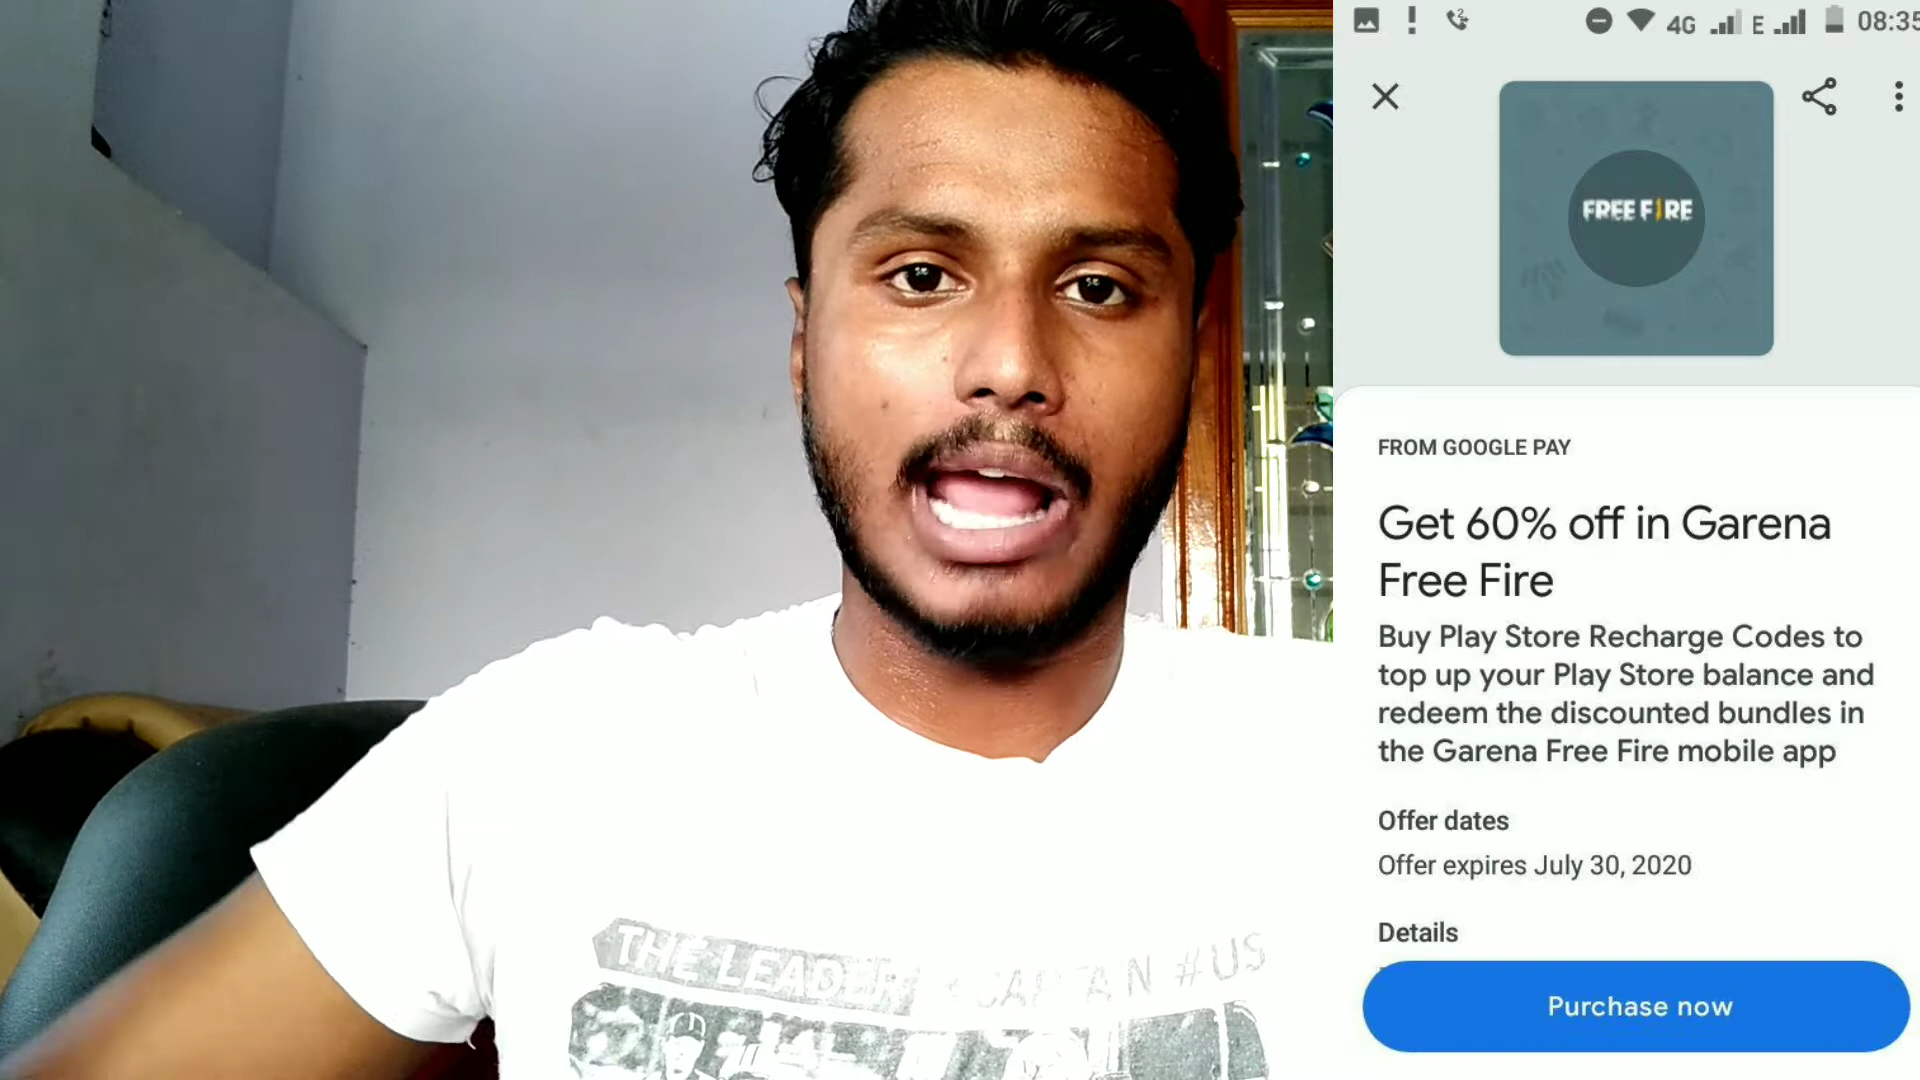 2
4G
E
08:35
FREE FIRE
FROM GOOGLE PAY
Get 60% off in Garena
Free Fire
Buy Play Store Recharge Codes to
top up your Play Store balance and
redeem the discounted bundles in
the Garena Free Fire mobile app
Offer dates
Offer expires July 30, 2020
Details
Purchase now
THE LEADER #US